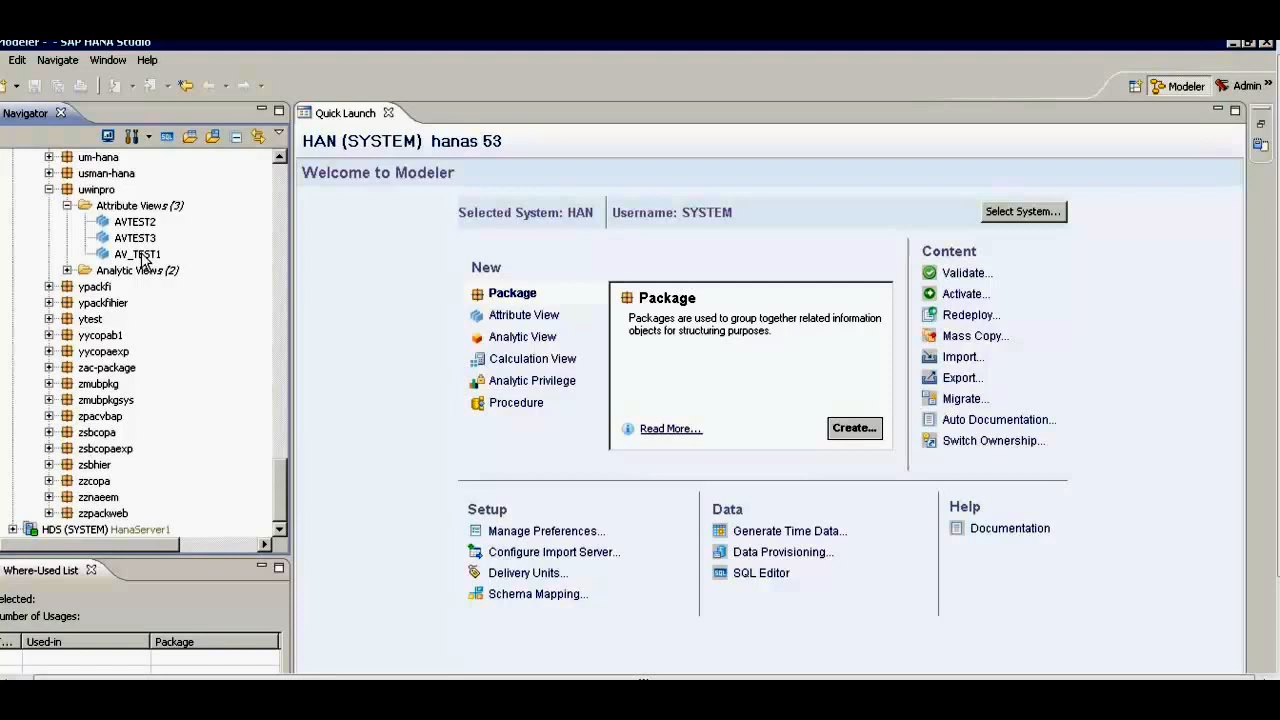 Modeler - - SAP HANA Studio
Edit Navigate Window Help
Modeler Admin
Navigator
um-hana
usman-hana
uwinpro
Attribute Views (3)
AVTEST2
AVTEST3
AV_TEST1
Analytic Views (2)
ypackfi
ypackfihier
ytest
yycopab1
yycopaexp
zac-package
zmubpkg
zmubpkgsys
zpacvbap
zsbcopa
zsbcopaexp
zsbhier
zzcopa
zznaeem
zzpackweb
HDS (SYSTEM) HanaServer1
Where-Used List
elected:
umber of Usages:
... Used-in Package
Quick Launch
HAN (SYSTEM) hanas 53
Welcome to Modeler
Selected System: HAN Username: SYSTEM Select System...
New
Package
Attribute View
Analytic View
Calculation View
Analytic Privilege
Procedure
Package
Packages are used to group together related information
objects for structuring purposes.
Read More... Create...
Content
Validate...
Activate...
Redeploy...
Mass Copy...
Import...
Export...
Migrate...
Auto Documentation...
Switch Ownership...
Setup
Manage Preferences...
Configure Import Server...
Delivery Units...
Schema Mapping...
Data
Generate Time Data...
Data Provisioning...
SQL Editor
Help
Documentation